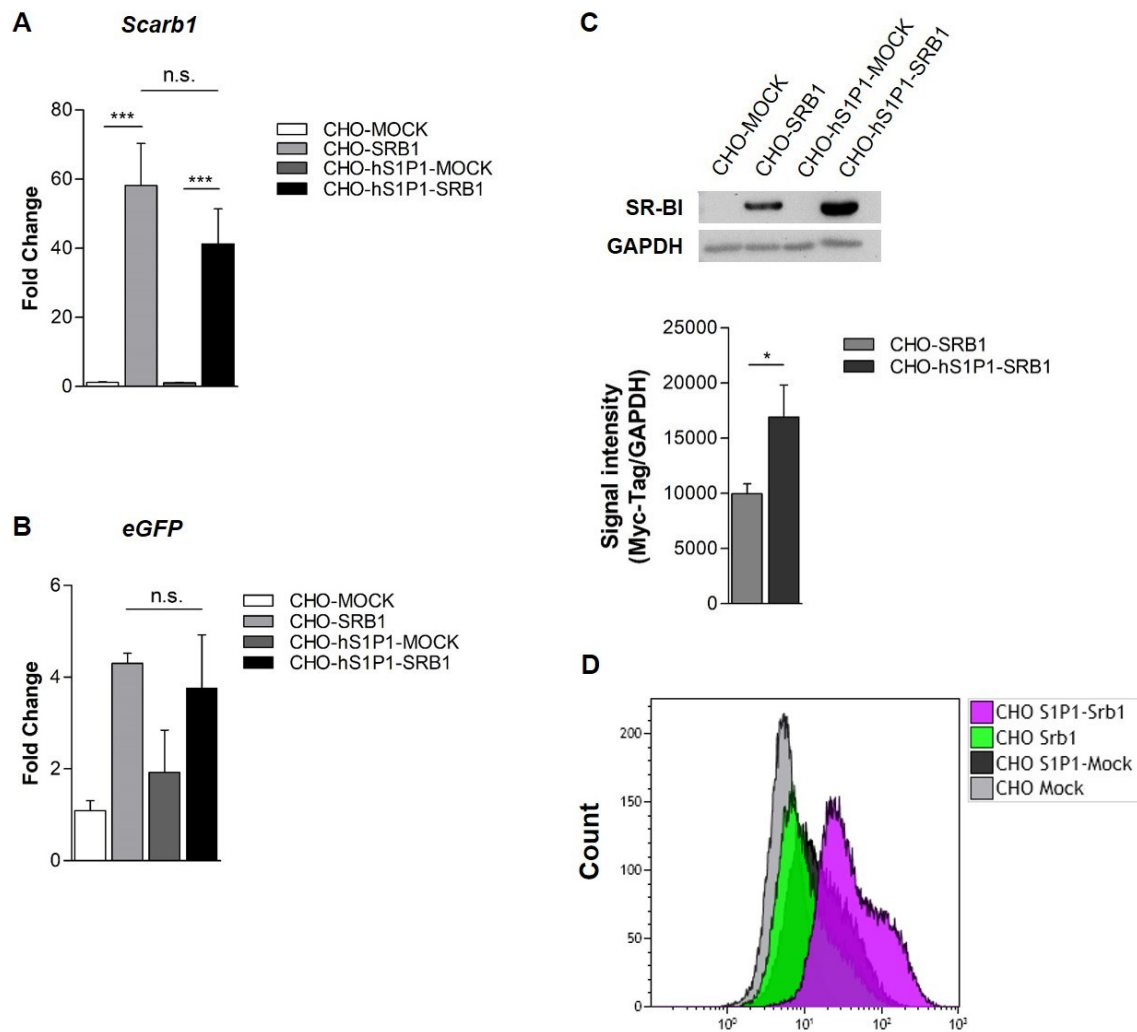 A
Scarb1
n.s.
***
***
80
60
40
20
0
Fold Change
CHO-MOCK
CHO-SRB1
CHO-hS1P1-MOCK
CHO-hS1P1-SRB1
B
eGFP
n.s.
6
4
2
0
Fold Change
CHO-MOCK
CHO-SRB1
CHO-hS1P1-MOCK
CHO-hS1P1-SRB1
C
CHO-MOCK
CHO-SRB1
CHO-hS1P1-MOCK
CHO-hS1P1-SRB1
SR-BI
GAPDH
25000
20000
15000
10000
5000
0
Signal intensity
(Myc-Tag/GAPDH)
*
CHO-SRB1
CHO-hS1P1-SRB1
D
200
150
100
50
0
Count
10⁰
10¹
10²
10³
CHO S1P1-Srb1
CHO Srb1
CHO S1P1-Mock
CHO Mock